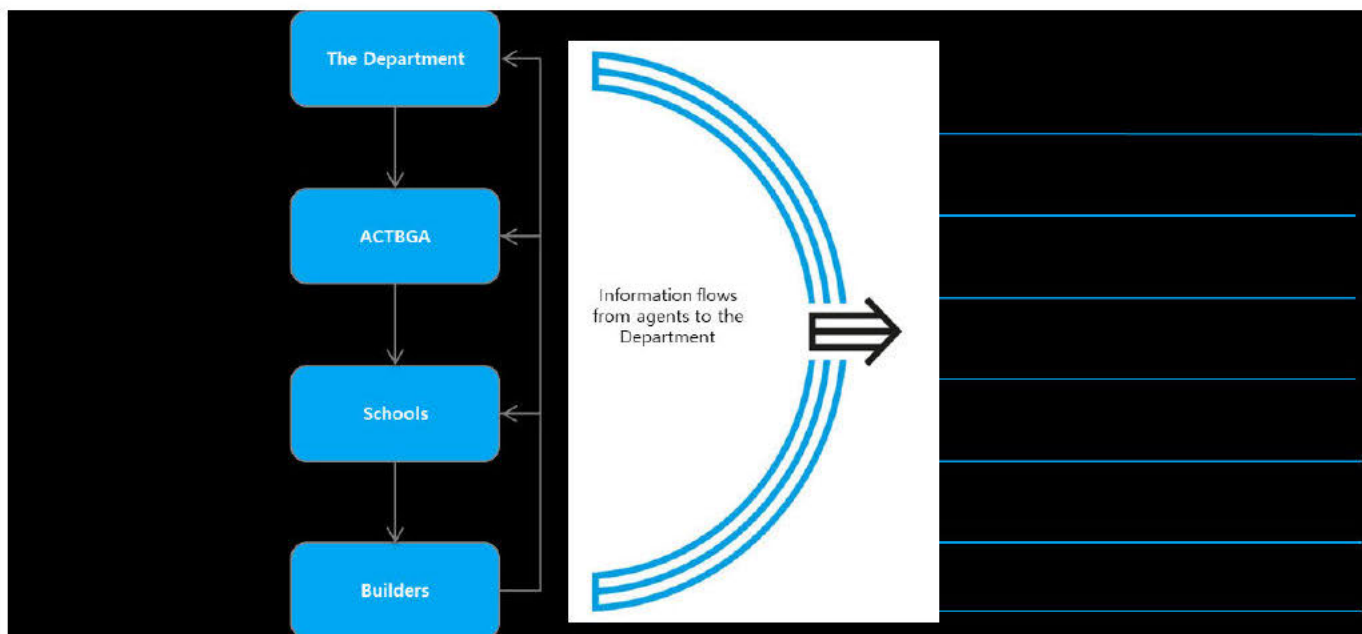 The Department
ACTBGA
Schools
Builders
Information flows
from agents to the
Department